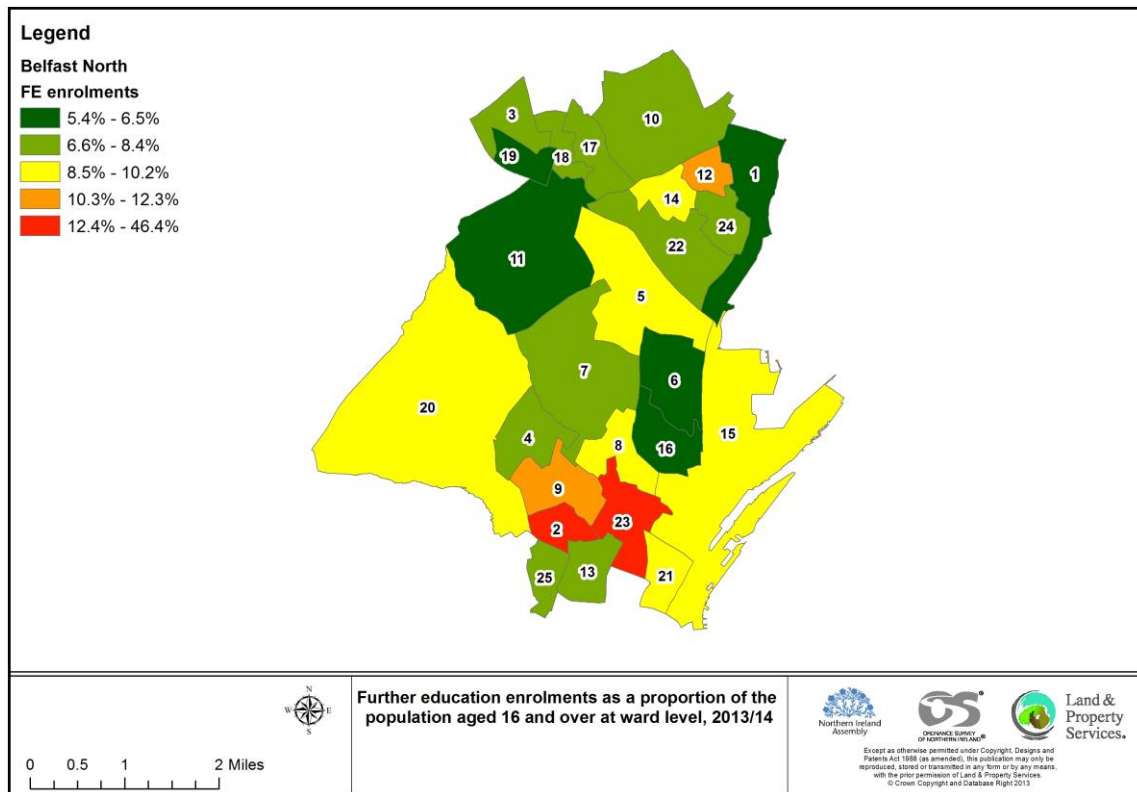 Legend
Belfast North
FE enrolments
5.4% - 6.5%
6.6% - 8.4%
8.5% - 10.2%
10.3% - 12.3%
12.4% - 46.4%
3
10
17
18
19
12
1
14
24
22
11
5
7
6
20
4
8
16
15
9
23
2
25
13
21
N
W
E
S
0 0.5 1 2 Miles
Further education enrolments as a proportion of the
population aged 16 and over at ward level, 2013/14
Northern Ireland
Assembly
OS®
ORDNANCE SURVEY
OF NORTHERN IRELAND®
Land &
Property
Services.
Except as otherwise permitted under Copyright, Designs and
Patents Act 1988 (as amended), this publication may only be
reproduced, stored or transmitted in any form or by any means,
with the prior permission of Land & Property Services.
© Crown Copyright and Database Right 2013